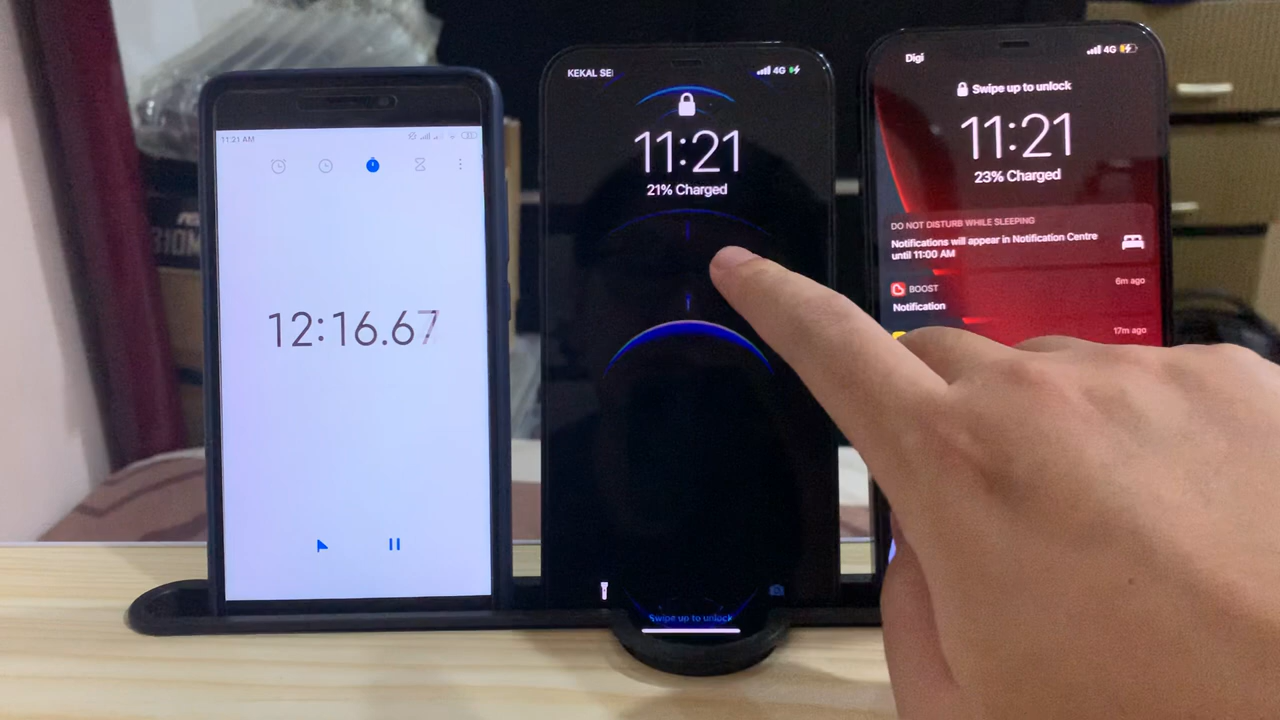 11:21 AM
12:16.67
KEKAL SE
4G
11:21
21% Charged
Swipe up to unlock
Digi
4G
Swipe up to unlock
11:21
23% Charged
DO NOT DISTURB WHILE SLEEPING
Notifications will appear in Notification Centre
until 11:00 AM
BOOST
6m ago
Notification
17m ago